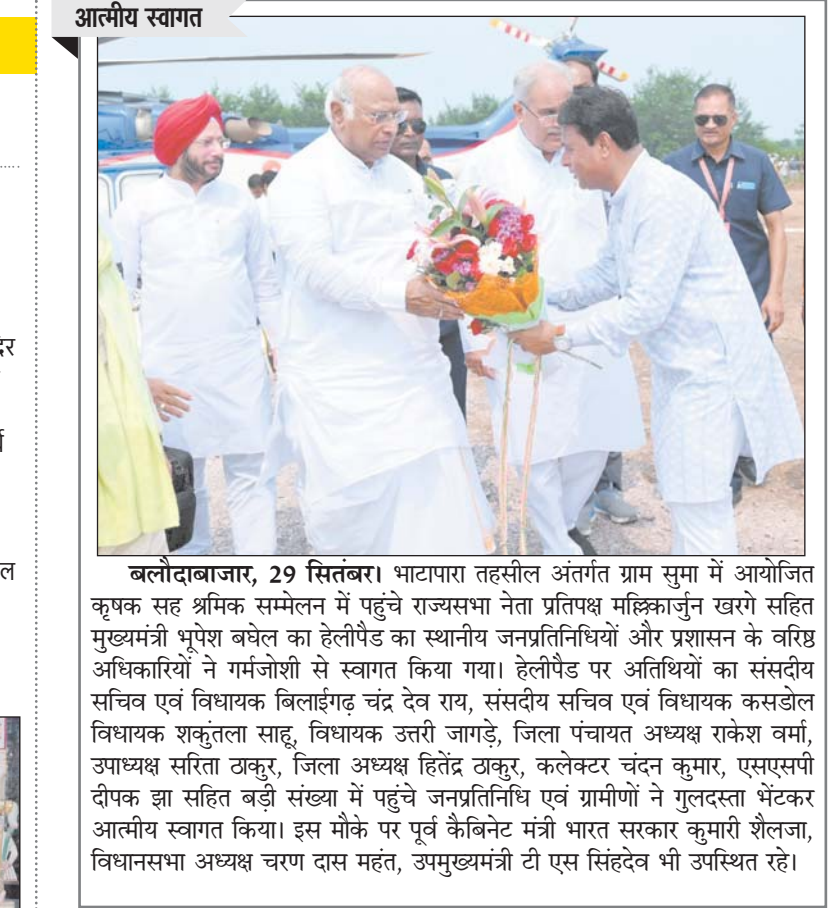 आत्मीय स्वागत
बलौदाबाजार, 29 सितंबर। भाटापारा तहसील अंतर्गत ग्राम सुमा में आयोजित
कृषक सह श्रमिक सम्मेलन में पहुंचे राज्यसभा नेता प्रतिपक्ष मल्लिकार्जुन खरगे सहित
मुख्यमंत्री भूपेश बघेल का हेलीपैड का स्थानीय जनप्रतिनिधियों और प्रशासन के वरिष्ठ
अधिकारियों ने गर्मजोशी से स्वागत किया गया। हेलीपैड पर अतिथियों का संसदीय
सचिव एवं विधायक बिलाईगढ़ चंद्र देव राय, संसदीय सचिव एवं विधायक कसडोल
विधायक शकुंतला साहू, विधायक उत्तरी जागड़े, जिला पंचायत अध्यक्ष राकेश वर्मा,
उपाध्यक्ष सरिता ठाकुर, जिला अध्यक्ष हितेंद्र ठाकुर, कलेक्टर चंदन कुमार, एसएसपी
दीपक झा सहित बड़ी संख्या में पहुंचे जनप्रतिनिधि एवं ग्रामीणों ने गुलदस्ता भेंटकर
आत्मीय स्वागत किया। इस मौके पर पूर्व कैबिनेट मंत्री भारत सरकार कुमारी शैलजा,
विधानसभा अध्यक्ष चरण दास महंत, उपमुख्यमंत्री टी एस सिंहदेव भी उपस्थित रहे।